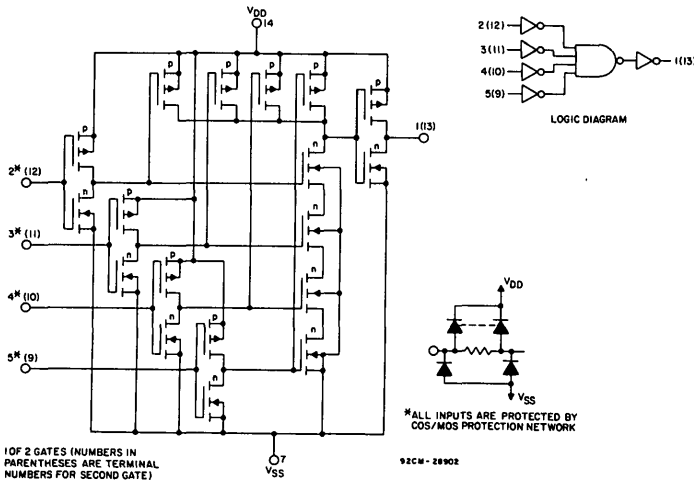 VDD
14
p
p
p
p
p
p
1(13)
n
n
2*(12)
n
p
3*(11)
n
n
p
4*(10)
n
n
n
p
5*(9)
n
7
VSS
1 OF 2 GATES (NUMBERS IN
PARENTHESES ARE TERMINAL
NUMBERS FOR SECOND GATE)
2(12)
3(11)
4(10)
5(9)
1(13)
LOGIC DIAGRAM
VDD
VSS
*ALL INPUTS ARE PROTECTED BY
COS/MOS PROTECTION NETWORK
92CM-28902